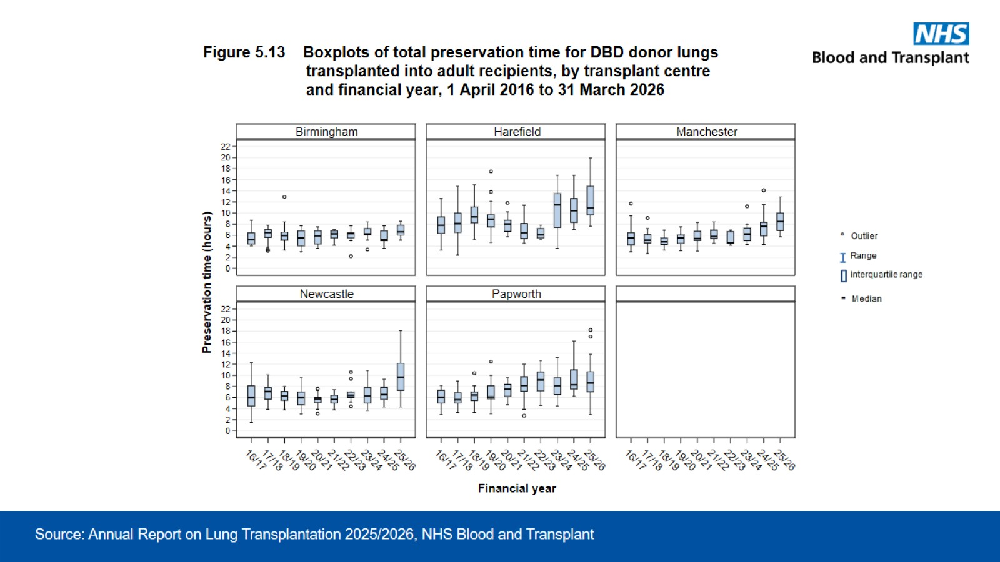 NHS
Blood and Transplant
Figure 5.13 Boxplots of total preservation time for DBD donor lungs
transplanted into adult recipients, by transplant centre
and financial year, 1 April 2016 to 31 March 2026
Birmingham
Harefield
Manchester
22
20
18
16
14
12
10
8
6
4
2
0
Newcastle
Papworth
22
20
18
16
14
12
10
8
6
4
2
0
Preservation time (hours)
16/17 17/18 18/19 19/20 20/21 21/22 22/23 23/24 24/25 25/26
16/17 17/18 18/19 19/20 20/21 21/22 22/23 23/24 24/25 25/26
16/17 17/18 18/19 19/20 20/21 21/22 22/23 23/24 24/25 25/26
Financial year
Outlier
Range
Interquartile range
Median
Source: Annual Report on Lung Transplantation 2025/2026, NHS Blood and Transplant